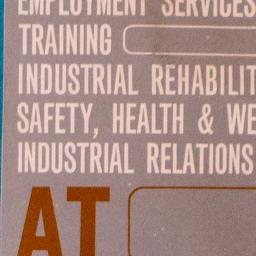 EMPLOYMENT SERVICES
TRAINING
INDUSTRIAL REHABILIT
SAFETY, HEALTH & WE
INDUSTRIAL RELATIONS
AT